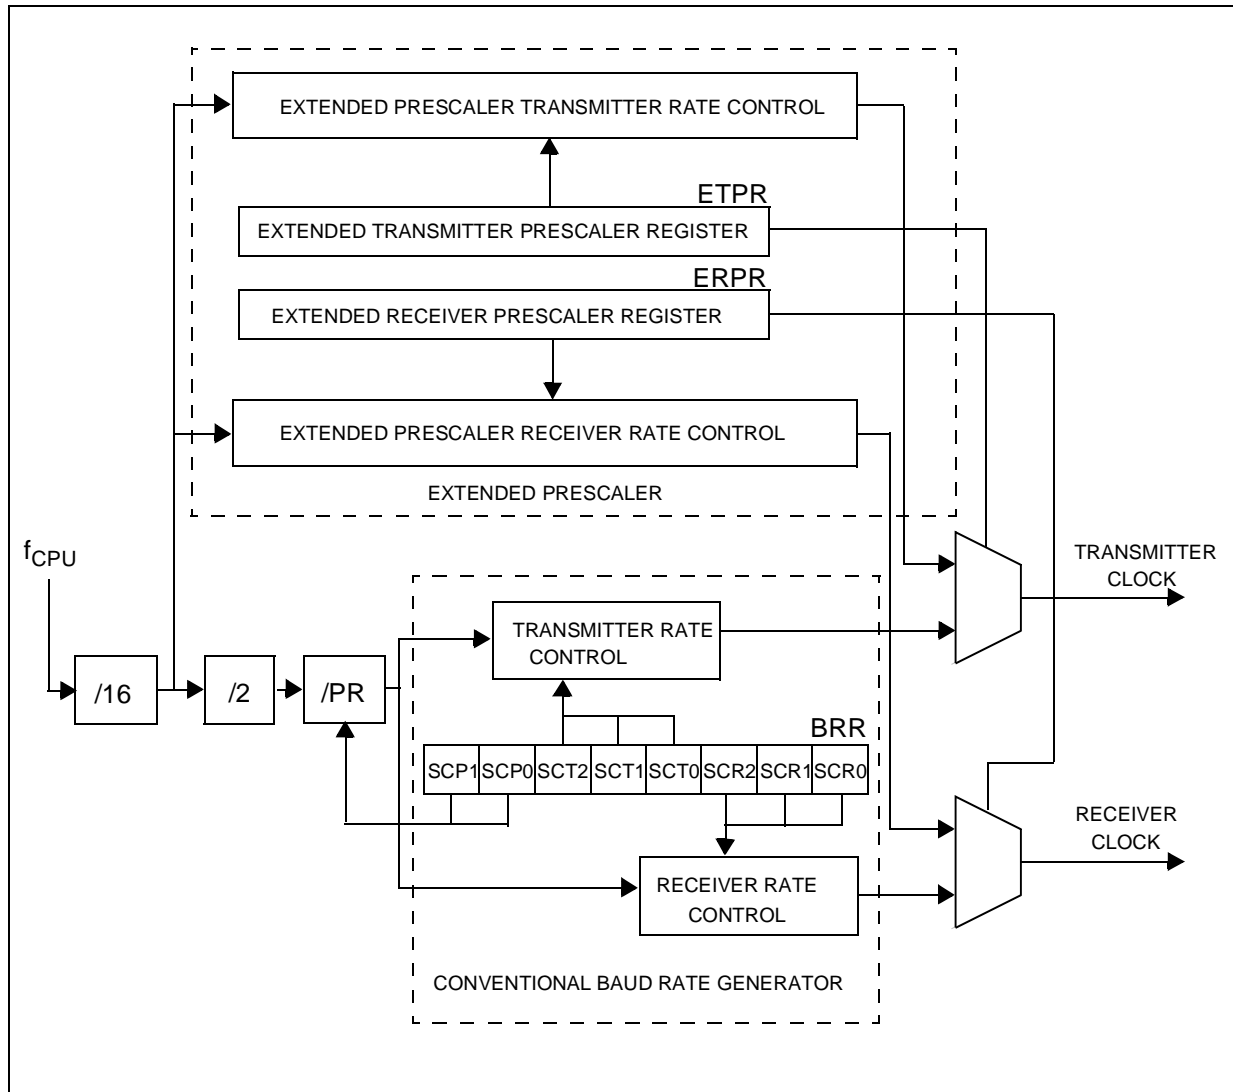 EXTENDED PRESCALER TRANSMITTER RATE CONTROL
ETPR
EXTENDED TRANSMITTER PRESCALER REGISTER
ERPR
EXTENDED RECEIVER PRESCALER REGISTER
EXTENDED PRESCALER RECEIVER RATE CONTROL
EXTENDED PRESCALER
fCPU
TRANSMITTER
CLOCK
TRANSMITTER RATE
CONTROL
/16
/2
/PR
BRR
SCP1 SCP0 SCT2 SCT1 SCT0 SCR2 SCR1 SCR0
RECEIVER
CLOCK
RECEIVER RATE
CONTROL
CONVENTIONAL BAUD RATE GENERATOR